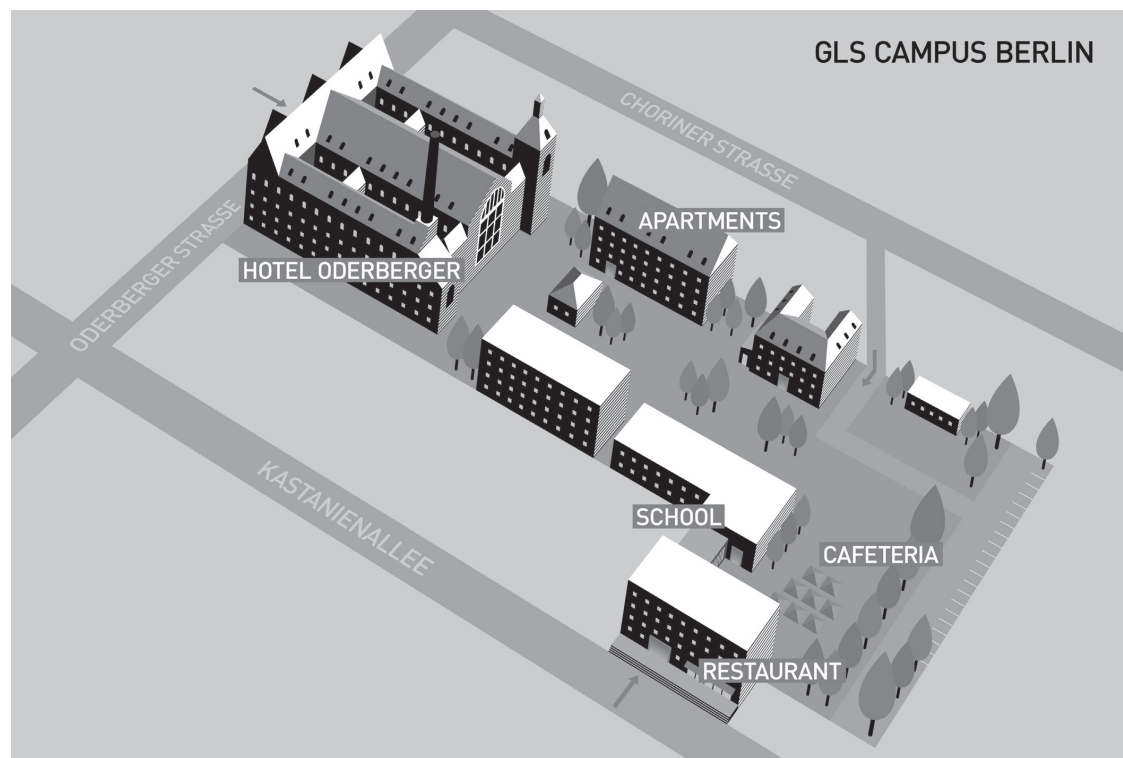 GLS CAMPUS BERLIN
CHORINER STRASSE
APARTMENTS
ODERBERGER STRASSE
HOTEL ODERBERGER
KASTANIENALLEE
SCHOOL
CAFETERIA
RESTAURANT